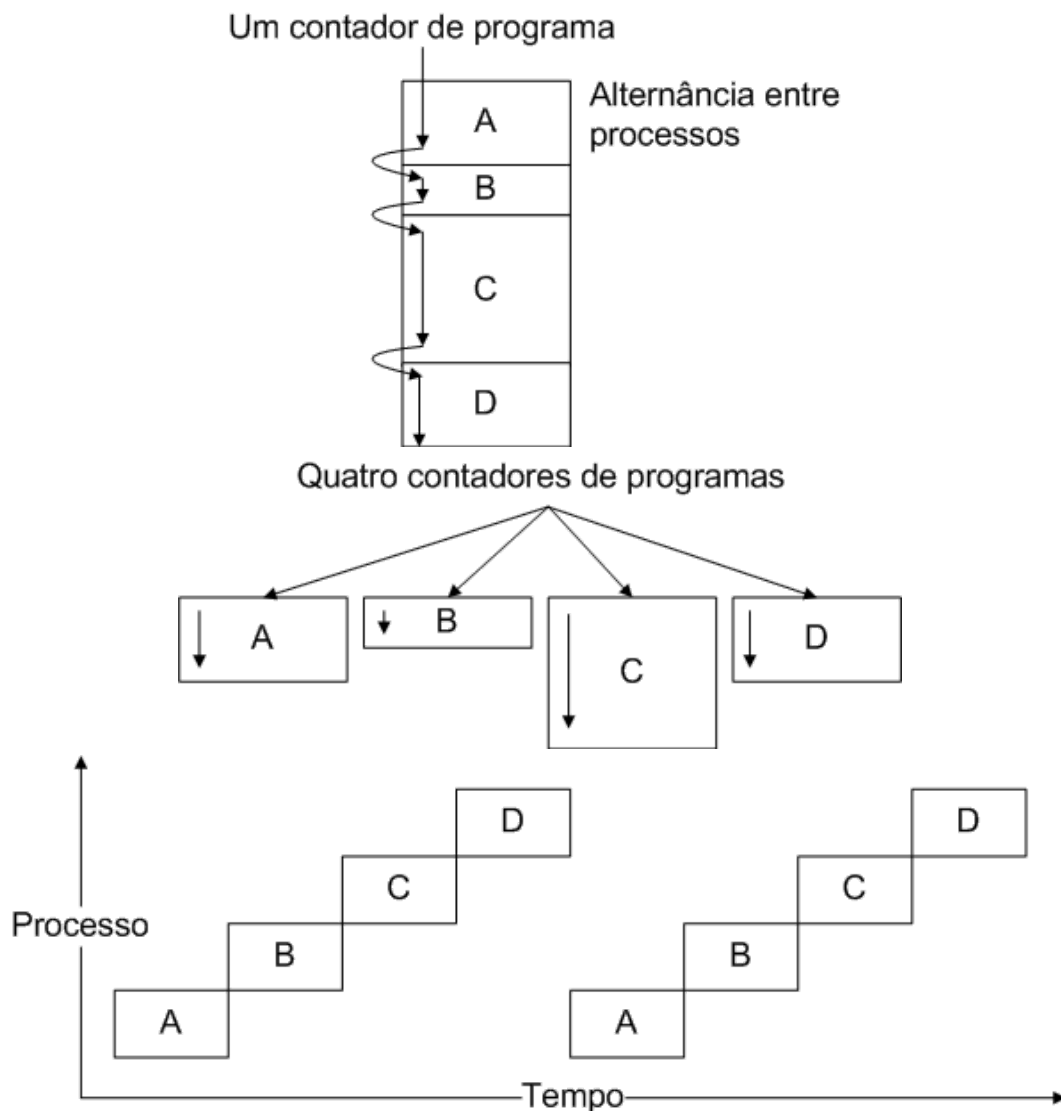 Um contador de programa
Alternância entre
processos
A
B
C
D
Quatro contadores de programas
A
B
C
D
D
D
C
C
Processo
B
B
A
A
Tempo